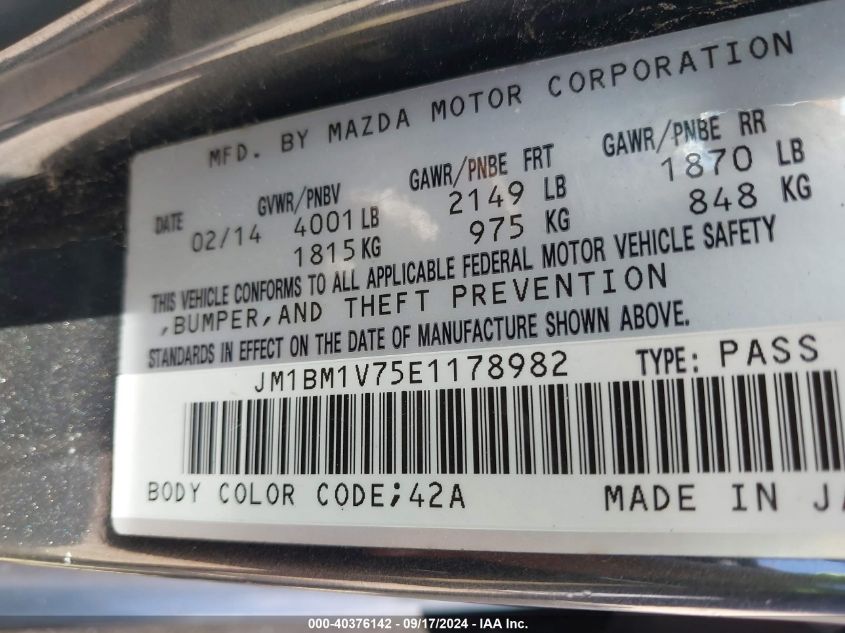 MFD. BY MAZDA MOTOR CORPORATION
DATE GVWR/PNBV GAWR/PNBE FRT GAWR/PNBE RR
02/14 4001 LB 2149 LB 1870 LB
1815 KG 975 KG 848 KG
THIS VEHICLE CONFORMS TO ALL APPLICABLE FEDERAL MOTOR VEHICLE SAFETY
,BUMPER,AND THEFT PREVENTION
STANDARDS IN EFFECT ON THE DATE OF MANUFACTURE SHOWN ABOVE.
JM1BM1V75E1178982 TYPE: PASS
BODY COLOR CODE;42A MADE IN JA
000-40376142 - 09/17/2024 - IAA Inc.